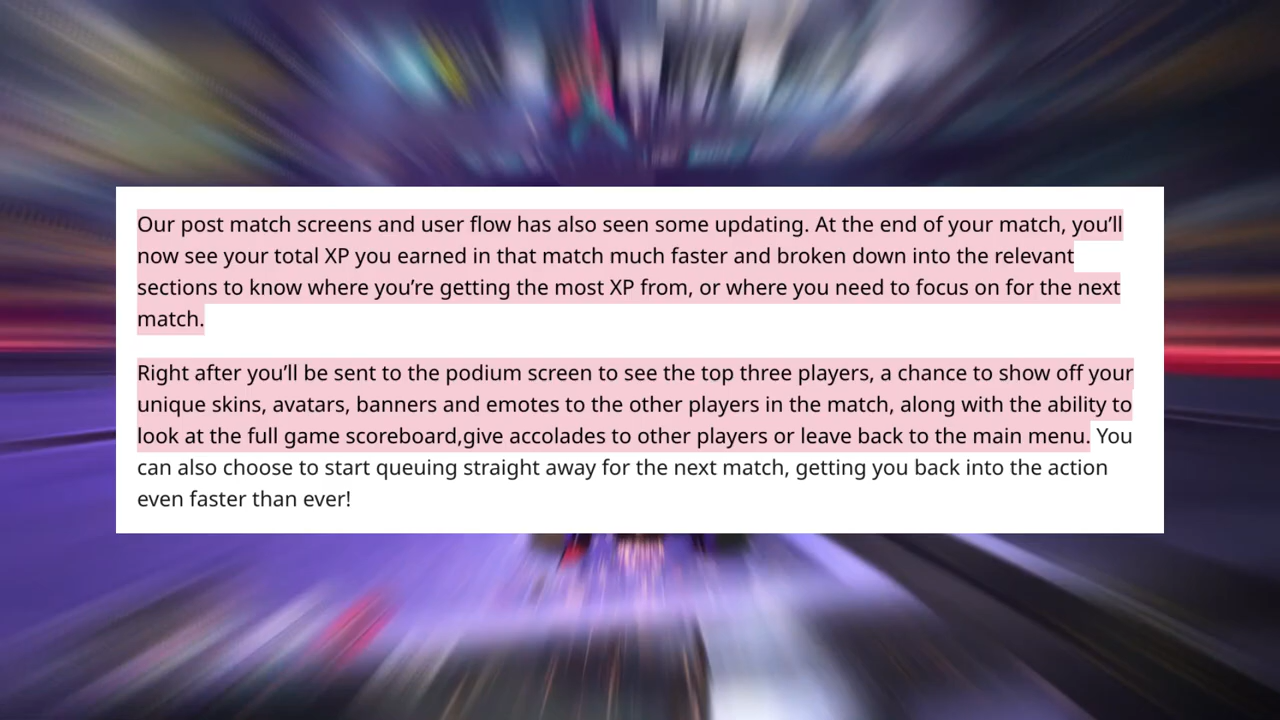 Our post match screens and user flow has also seen some updating. At the end of your match, you’ll
now see your total XP you earned in that match much faster and broken down into the relevant
sections to know where you’re getting the most XP from, or where you need to focus on for the next
match.
Right after you’ll be sent to the podium screen to see the top three players, a chance to show off your
unique skins, avatars, banners and emotes to the other players in the match, along with the ability to
look at the full game scoreboard,give accolades to other players or leave back to the main menu. You
can also choose to start queuing straight away for the next match, getting you back into the action
even faster than ever!